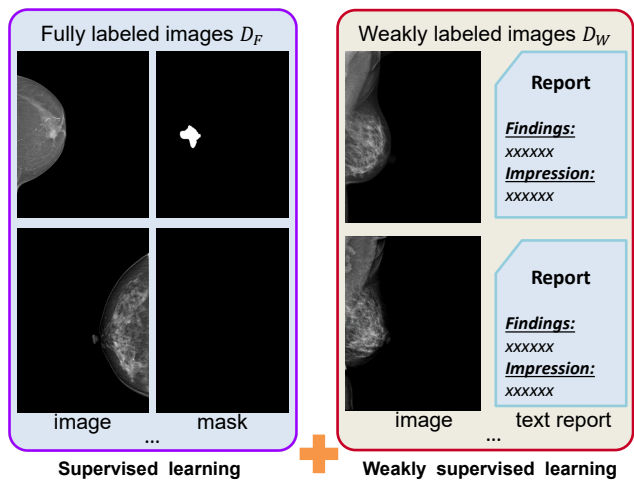 Fully labeled images D_F
image
mask
...
Supervised learning
Weakly labeled images D_W
Report
Findings:
xxxxxx
Impression:
xxxxxx
Report
Findings:
xxxxxx
Impression:
xxxxxx
image
text report
...
Weakly supervised learning